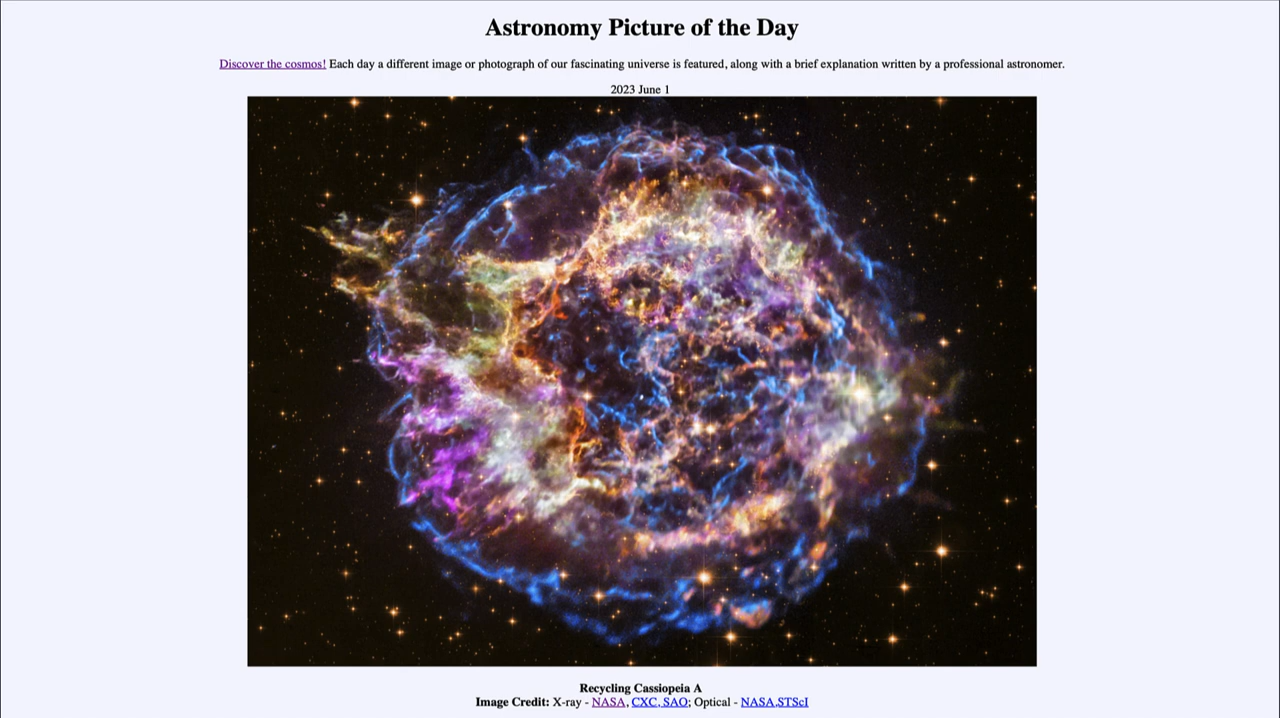 Astronomy Picture of the Day
Discover the cosmos! Each day a different image or photograph of our fascinating universe is featured, along with a brief explanation written by a professional astronomer.
2023 June 1
Recycling Cassiopeia A
Image Credit: X-ray - NASA, CXC, SAO; Optical - NASA,STScI